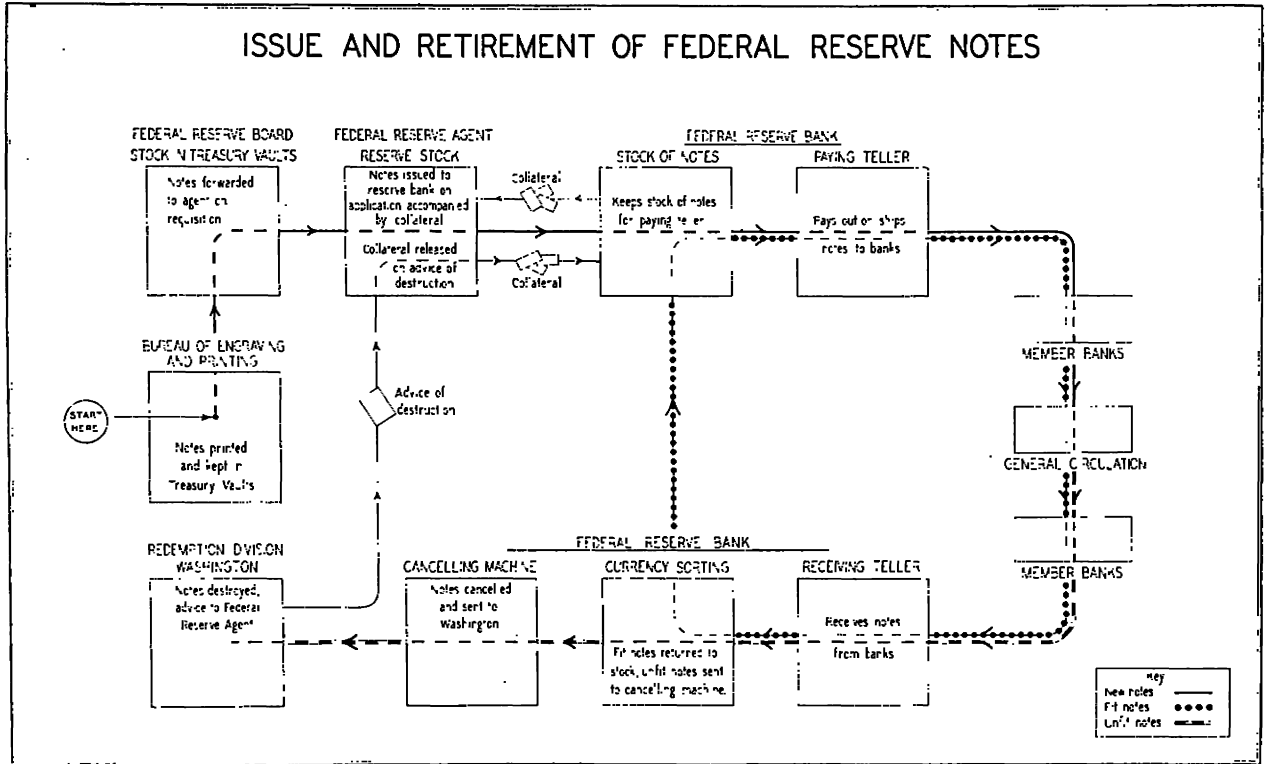 ISSUE AND RETIREMENT OF FEDERAL RESERVE NOTES
FEDERAL RESERVE BOARD
STOCK IN TREASURY VAULTS
Notes forwarded
to agent on
requisition
FEDERAL RESERVE AGENT
RESERVE STOCK
Notes issued to
reserve bank on
application accompanied
by collateral
Collateral released
on advice of
destruction
Collateral
Collateral
FEDERAL RESERVE BANK
STOCK OF NOTES
Keeps stock of notes
for paying teller
PAYING TELLER
Pays out or ships
notes to banks
MEMBER BANKS
GENERAL CIRCULATION
MEMBER BANKS
BUREAU OF ENGRAVING
AND PRINTING
START
HERE
Notes printed
and kept in
Treasury Vaults
Advice of
destruction
REDEMPTION DIVISION
WASHINGTON
Notes destroyed,
advice to Federal
Reserve Agent
FEDERAL RESERVE BANK
CANCELLING MACHINE
Notes cancelled
and sent to
Washington
CURRENCY SORTING
Fit notes returned to
stock, unfit notes sent
to cancelling machine.
RECEIVING TELLER
Receives notes
from banks
Key
New notes
Fit notes
Unfit notes